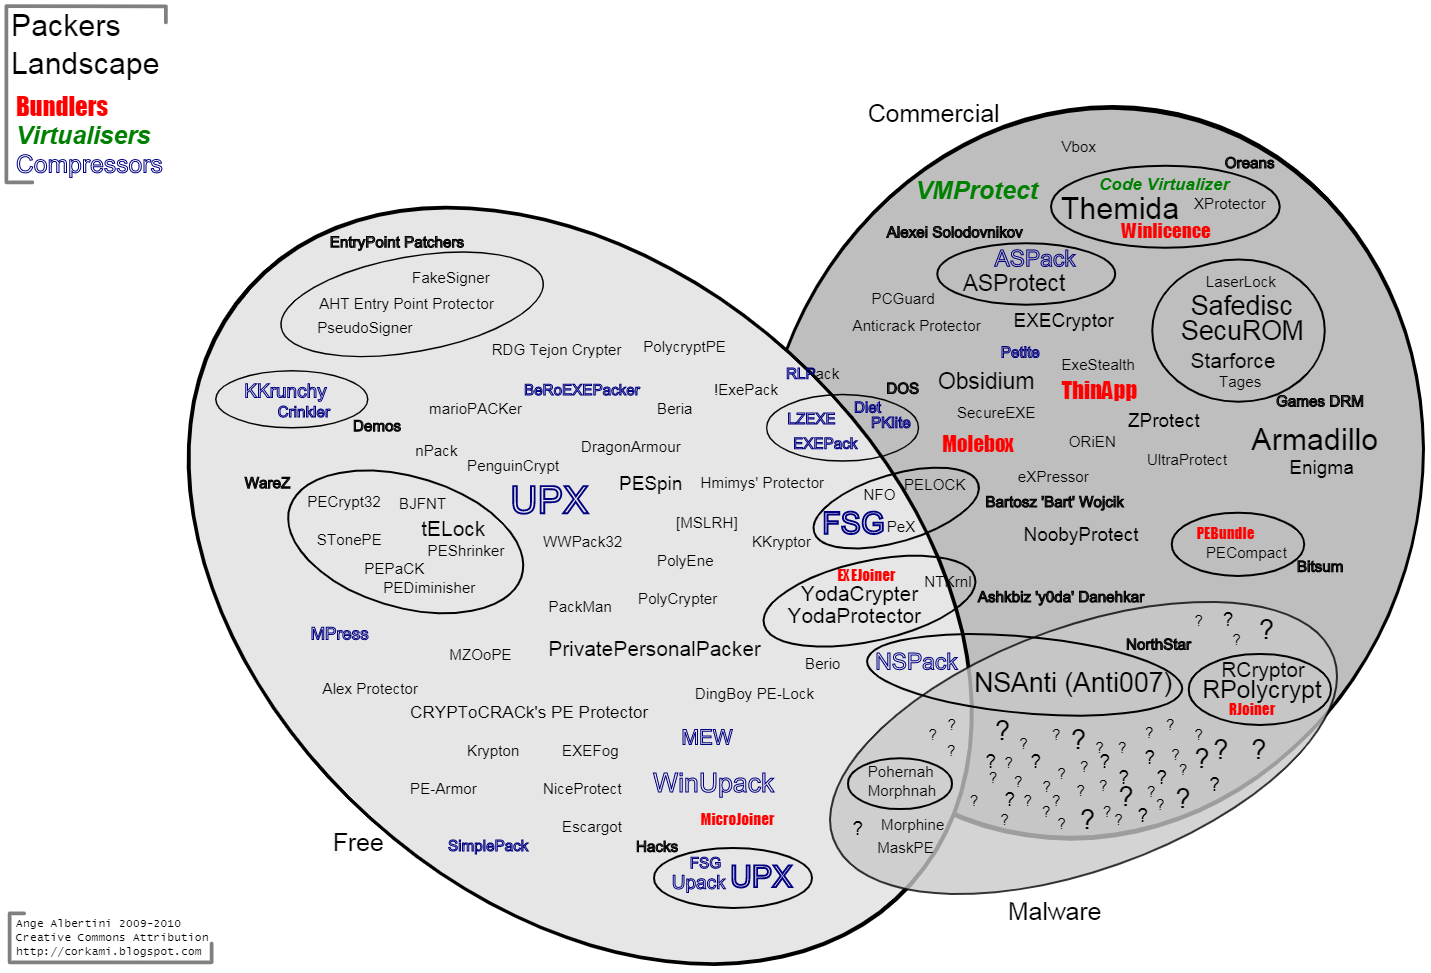 Packers
Landscape
Bundlers
Virtualisers
Compressors
Commercial
Vbox
Oreans
VMProtect
Code Virtualizer
Themida
XProtector
Winlicence
Alexei Solodovnikov
ASPack
ASProtect
LaserLock
Safedisc
SecuROM
Starforce
Tages
Games DRM
PCGuard
Anticrack Protector
EXECryptor
Petite
ExeStealth
Obsidium
ThinApp
SecureEXE
ZProtect
Molebox
ORiEN
UltraProtect
Armadillo
Enigma
eXPressor
NoobyProtect
PEBundle
PECompact
Bitsum
EntryPoint Patchers
FakeSigner
AHT Entry Point Protector
PseudoSigner
RDG Tejon Crypter
PolycryptPE
KKrunchy
Crinkler
Demos
BeRoEXEPacker
!ExePack
marioPACKer
Beria
RLPack
DOS
Diet
LZEXE
PKlite
EXEPack
nPack
DragonArmour
PenguinCrypt
WareZ
PECrypt32
BJFNT
tELock
STonePE
PEShrinker
PEPaCK
PEDiminisher
UPX
PESpin
Hmimys' Protector
[MSLRH]
WWPack32
KKryptor
PolyEne
NFO
PELOCK
FSG
PeX
Bartosz 'Bart' Wojcik
EXEJoiner
NTKrnl
YodaCrypter
YodaProtector
Ashkbiz 'y0da' Danehkar
PackMan
PolyCrypter
MPress
MZOoPE
PrivatePersonalPacker
Berio
NSPack
NorthStar
NSAnti (Anti007)
RCryptor
RPolycrypt
RJoiner
Alex Protector
DingBoy PE-Lock
CRYPToCRACk's PE Protector
MEW
Krypton
EXEFog
WinUpack
PE-Armor
NiceProtect
MicroJoiner
Escargot
SimplePack
Hacks
FSG
Upack
UPX
Free
Pohernah
Morphnah
?
Morphine
MaskPE
? ? ? ?
? ? ? ? ? ? ? ? ? ? ? ? ? ? ? ? ? ? ? ? ? ? ? ? ? ? ? ? ? ? ? ? ? ? ? ? ? ? ? ? ?
Malware
Ange Albertini 2009-2010
Creative Commons Attribution
http://corkami.blogspot.com